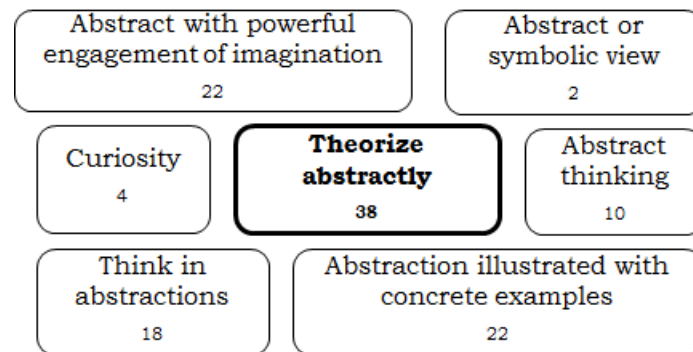 Abstract with powerful
engagement of imagination
22
Abstract or
symbolic view
2
Curiosity
4
Theorize
abstractly
38
Abstract
thinking
10
Think in
abstractions
18
Abstraction illustrated with
concrete examples
22